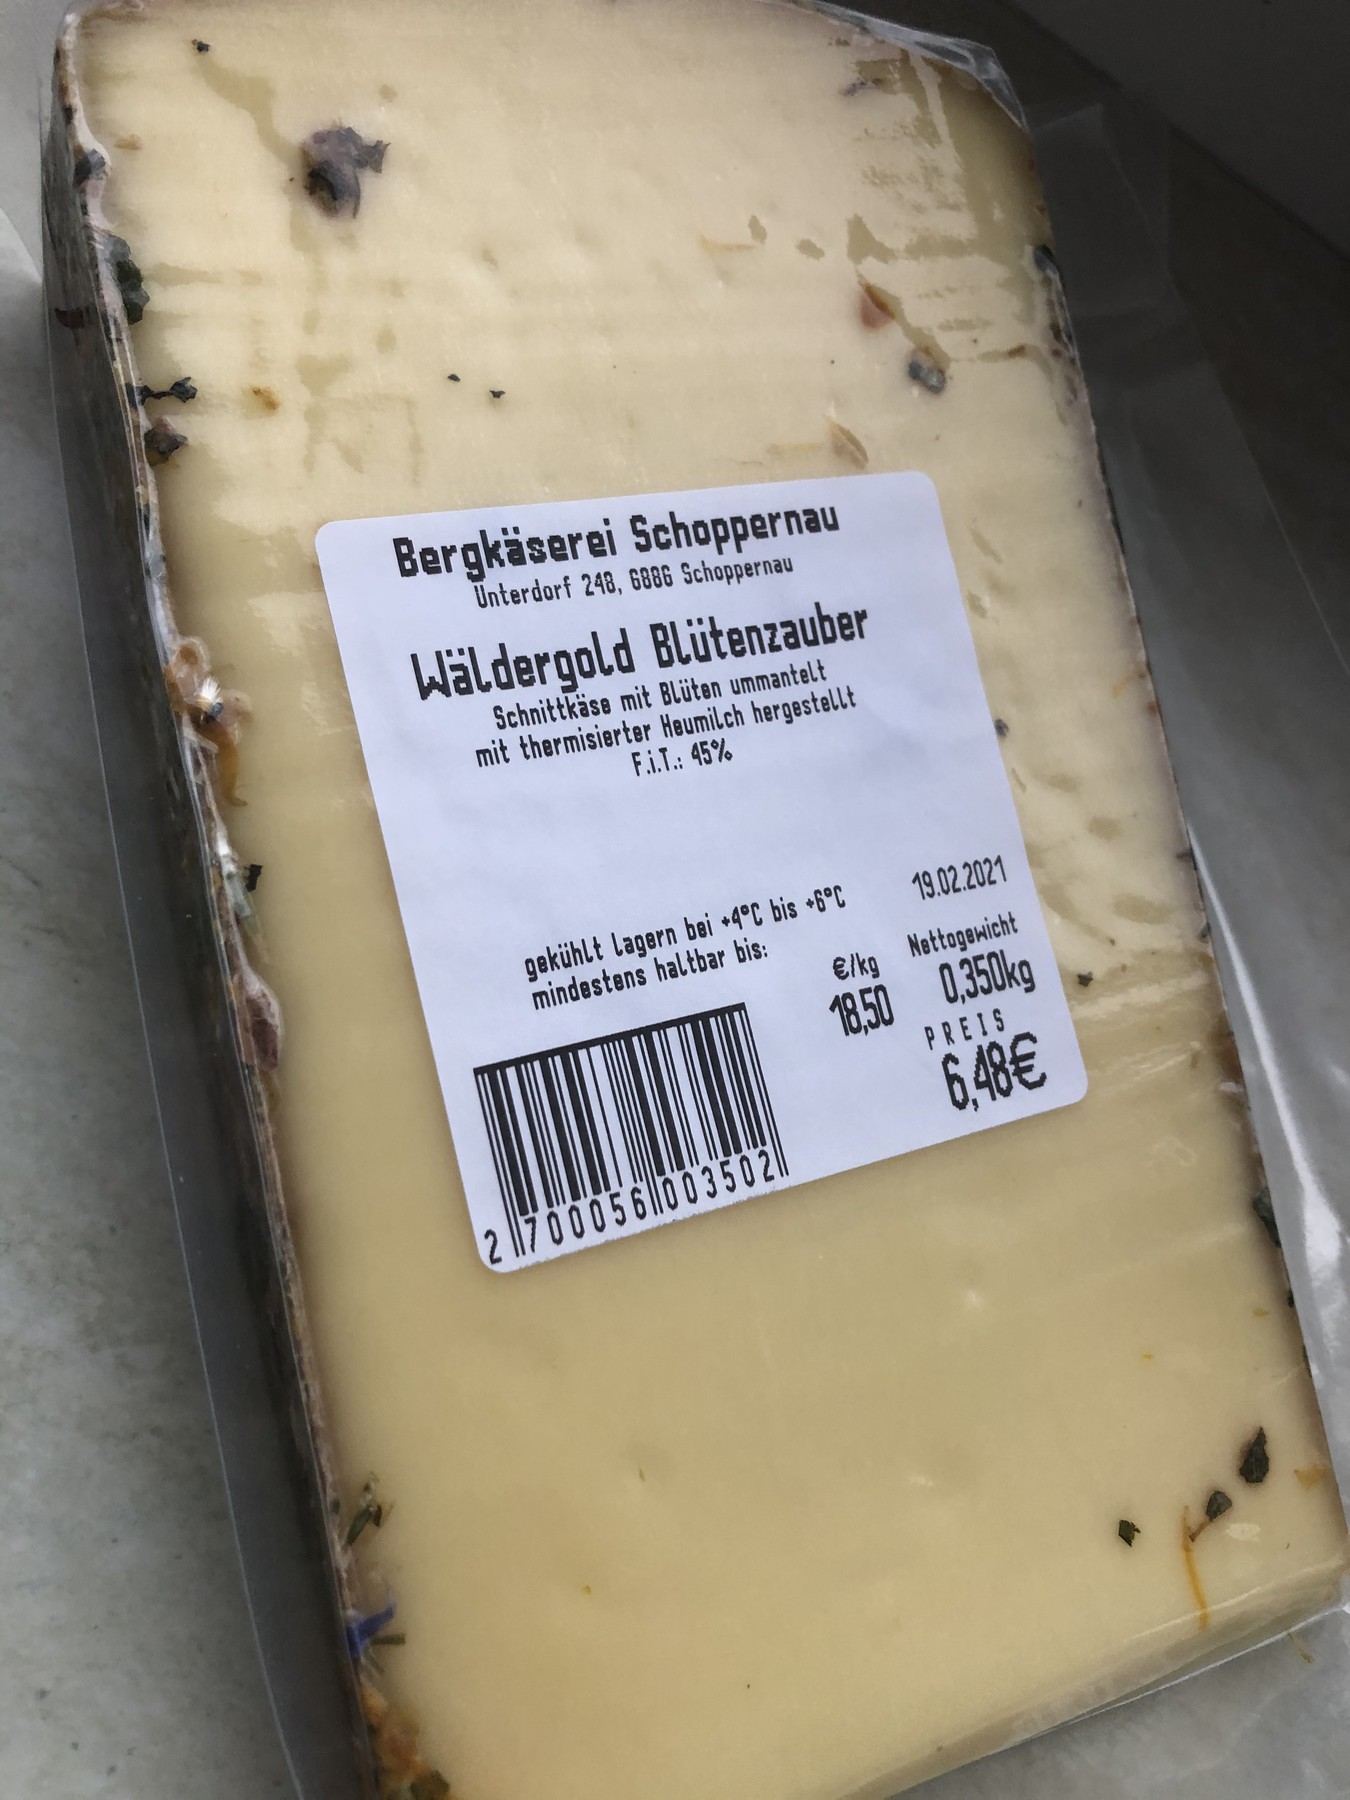 Bergkäserei Schoppernau
Unterdorf 248, 6886 Schoppernau
Wäldergold Blütenzauber
Schnittkäse mit Blüten ummantelt
mit thermisierter Heumilch hergestellt
F.i.T.: 45%
gekühlt lagern bei +4°C bis +6°C
mindestens haltbar bis:
19.02.2021
€/kg
18,50
Nettogewicht
0,350kg
PREIS
6,48€
2 700056 003502